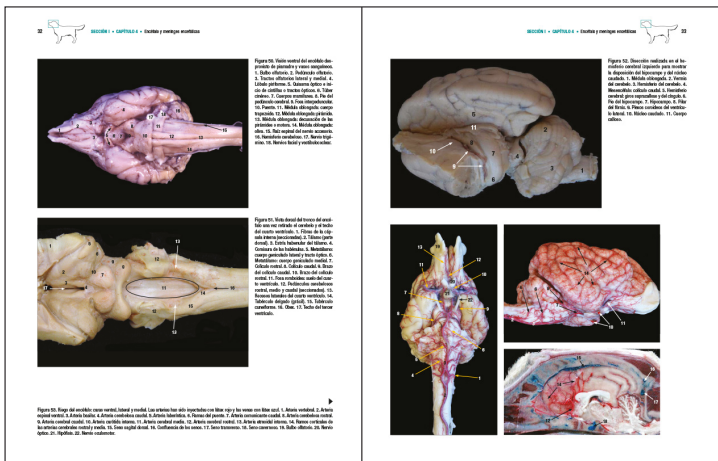 32
SECCIÓN I • CAPÍTULO 6 • Encéfalo y meninges encefálicas
Figura 50. Visión ventral del encéfalo des-
provisto de piamadre y vasos sanguíneos.
1. Bulbo olfatorio. 2. Pedúnculo olfatorio.
3. Tractos olfatorios lateral y medial. 4.
Lóbulo piriforme. 5. Quiasma óptico e ini-
cio de cintillas o tractos ópticos. 6. Túber
cinéreo. 7. Cuerpos mamilares. 8. Pie del
pedúnculo cerebral. 9. Fosa interpeduncular.
10. Puente. 11. Médula oblongada: cuerpo
trapezoide. 12. Médula oblongada: pirámide.
13. Médula oblongada: decusación de las
pirámides o motora. 14. Médula oblongada:
oliva. 15. Raíz espinal del nervio accesorio.
16. Hemisferio cerebeloso. 17. Nervio trigé-
mino. 18. Nervios facial y vestibulococlear.
Figura 51. Vista dorsal del tronco del encé-
falo una vez retirado el cerebelo y el techo
del cuarto ventrículo. 1. Fibras de la cáp-
sula interna (seccionadas). 2. Tálamo (parte
dorsal). 3. Estría habenular del tálamo. 4.
Comisura de las habénulas. 5. Metatálamo:
cuerpo geniculado lateral y tracto óptico. 6.
Metatálamo: cuerpo geniculado medial. 7.
Colículo rostral. 8. Colículo caudal. 9. Brazo
del colículo caudal. 10. Brazo del colículo
rostral. 11. Fosa romboidea: suelo del cuar-
to ventrículo. 12. Pedúnculos cerebelosos
rostral, medio y caudal (seccionados). 13.
Recesos laterales del cuarto ventrículo. 14.
Tubérculo delgado (grácil). 15. Tubérculo
cuneiforme. 16. Obex. 17. Techo del tercer
ventrículo.
Figura 53. Riego del encéfalo: caras ventral, lateral y medial. Las arterias han sido inyectadas con látex rojo y las venas con látex azul. 1. Arteria vertebral. 2. Arteria
espinal ventral. 3. Arteria basilar. 4. Arteria cerebelosa caudal. 5. Arteria laberíntica. 6. Ramas del puente. 7. Arteria comunicante caudal. 8. Arteria cerebelosa rostral.
9. Arteria cerebral caudal. 10. Arteria carótida interna. 11. Arteria cerebral media. 12. Arteria cerebral rostral. 13. Arteria etmoidal interna. 14. Ramas corticales de
las arterias cerebrales rostral y media. 15. Seno sagital dorsal. 16. Confluencia de los senos. 17. Seno transverso. 18. Seno cavernoso. 19. Bulbo olfatorio. 20. Nervio
óptico. 21. Hipófisis. 22. Nervio oculomotor.
SECCIÓN I • CAPÍTULO 6 • Encéfalo y meninges encefálicas
33
Figura 52. Disección realizada en el he-
misferio cerebral izquierdo para mostrar
la disposición del hipocampo y del núcleo
caudado. 1. Médula oblongada. 2. Vermis
del cerebelo. 3. Hemisferio del cerebelo. 4.
Mesencéfalo: colículo caudal. 5. Hemisferio
cerebral: giros suprasilvios y del cíngulo. 6.
Pie del hipocampo. 7. Hipocampo. 8. Pilar
del fórnix. 9. Plexos coroideos del ventrícu-
lo lateral. 10. Núcleo caudado. 11. Cuerpo
calloso.